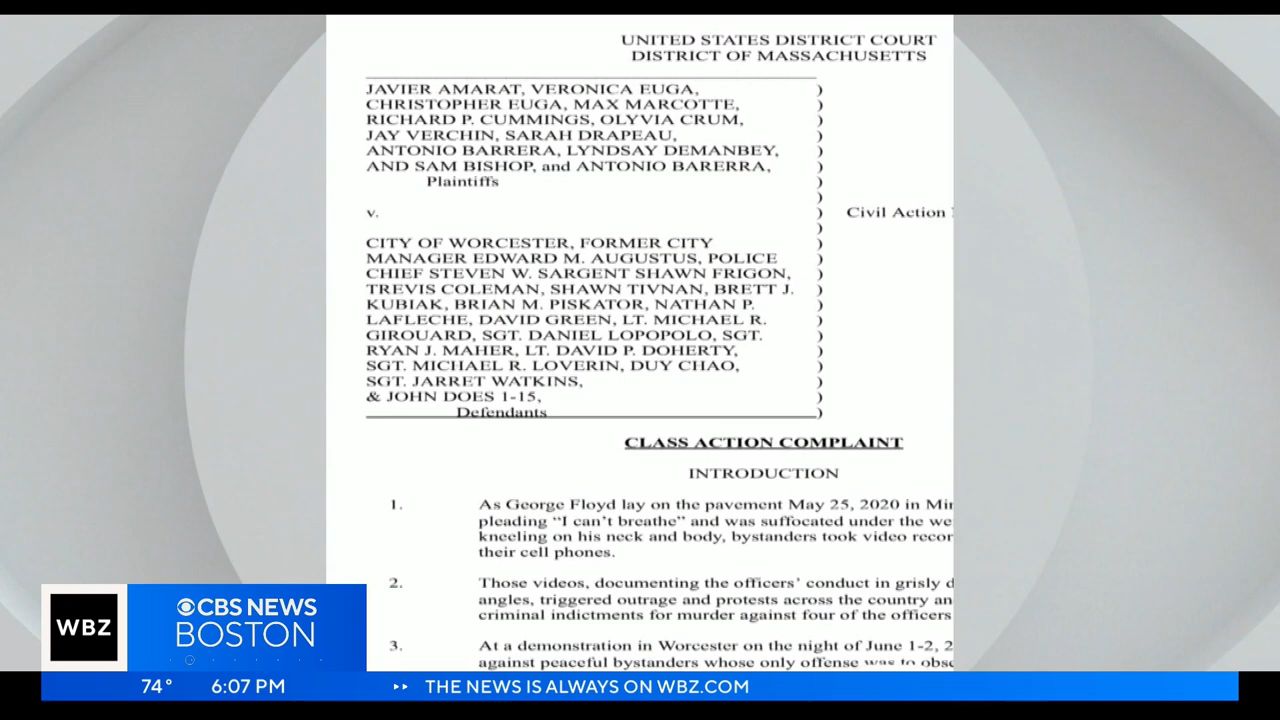 UNITED STATES DISTRICT COURT
DISTRICT OF MASSACHUSETTS
JAVIER AMARAT, VERONICA EUGA, )
CHRISTOPHER EUGA, MAX MARCOTTE, )
RICHARD P. CUMMINGS, OLYVIA CRUM, )
JAY VERCHIN, SARAH DRAPEAU, )
ANTONIO BARRERA, LYNDSAY DEMANBEY, )
AND SAM BISHOP, and ANTONIO BARERRA, )
Plaintiffs )
)
v. ) Civil Action
)
CITY OF WORCESTER, FORMER CITY )
MANAGER EDWARD M. AUGUSTUS, POLICE )
CHIEF STEVEN W. SARGENT SHAWN FRIGON, )
TREVIS COLEMAN, SHAWN TIVNAN, BRETT J. )
KUBIAK, BRIAN M. PISKATOR, NATHAN P. )
LAFLECHE, DAVID GREEN, LT. MICHAEL R. )
GIROUARD, SGT. DANIEL LOPOPOLO, SGT. )
RYAN J. MAHER, LT. DAVID P. DOHERTY, )
SGT. MICHAEL R. LOVERIN, DUY CHAO, )
SGT. JARRET WATKINS, )
& JOHN DOES 1-15, )
Defendants )
CLASS ACTION COMPLAINT
INTRODUCTION
1. As George Floyd lay on the pavement May 25, 2020 in
pleading “I can’t breathe” and was suffocated under the
kneeling on his neck and body, bystanders took video
their cell phones.
2. Those videos, documenting the officers’ conduct in grisly
angles, triggered outrage and protests across the country
criminal indictments for murder against four of the officers
3. At a demonstration in Worcester on the night of June 1-2,
against peaceful bystanders whose only offense was to
WBZ
CBS NEWS
BOSTON
74° 6:07 PM THE NEWS IS ALWAYS ON WBZ.COM